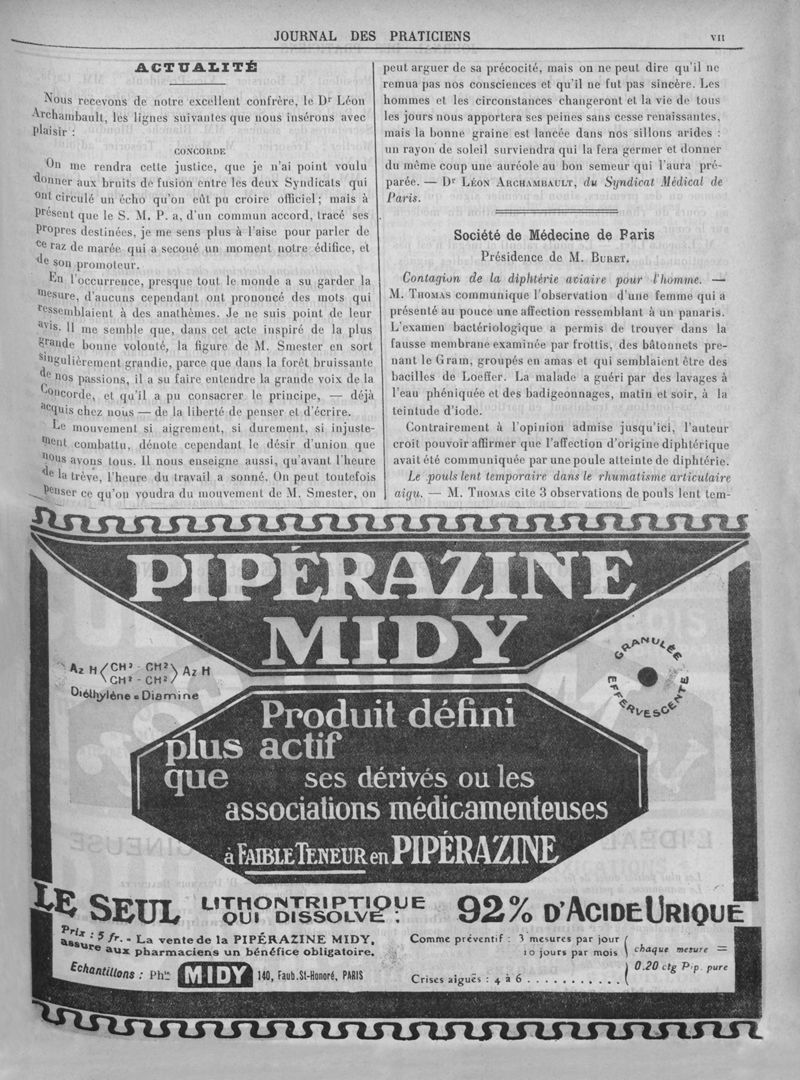 JOURNAL DES PRATICIENS
VII
ACTUALITÉ
Nous recevons de notre excellent confrère, le Dr Léon
Archambault, les lignes suivantes que nous insérons avec
plaisir :
CONCORDE
On me rendra cette justice, que je n'ai point voulu
donner aux bruits de fusion entre les deux Syndicats qui
ont circulé un écho qu'on eût pu croire officiel ; mais à
présent que le S. M. P. a, d'un commun accord, tracé ses
propres destinées, je me sens plus à l'aise pour parler de
ce raz de marée qui a secoué un moment notre édifice, et
de son promoteur.
En l'occurrence, presque tout le monde a su garder la
mesure, d'aucuns cependant ont prononcé des mots qui
ressemblaient à des anathèmes. Je ne suis point de leur
avis. Il me semble que, dans cet acte inspiré de la plus
grande bonne volonté, la figure de M. Smester en sort
singulièrement grandie, parce que dans la forêt bruissante
de nos passions, il a su faire entendre la grande voix de la
Concorde, et qu'il a pu consacrer le principe, — déjà
acquis chez nous — de la liberté de penser et d'écrire.
Le mouvement si aigrement, si durement, si injuste-
ment combattu, dénote cependant le désir d'union que
nous avons tous. Il nous enseigne aussi, qu'avant l'heure
de la trêve, l'heure du travail a sonné. On peut toutefois
penser ce qu'on voudra du mouvement de M. Smester, on
peut arguer de sa précocité, mais on ne peut dire qu'il ne
remua pas nos consciences et qu'il ne fut pas sincère. Les
hommes et les circonstances changeront et la vie de tous
les jours nous apportera ses peines sans cesse renaissantes,
mais la bonne graine est lancée dans nos sillons arides :
un rayon de soleil surviendra qui la fera germer et donner
du même coup une auréole au bon semeur qui l'aura pré-
parée. — Dr LÉON ARCHAMBAULT, du Syndicat Médical de
Paris.
Société de Médecine de Paris
Présidence de M. BURET.
Contagion de la diphtérie aviaire pour l'homme. —
M. THOMAS communique l'observation d'une femme qui a
présenté au pouce une affection ressemblant à un panaris.
L'examen bactériologique a permis de trouver dans la
fausse membrane examinée par frottis, des bâtonnets pre-
nant le Gram, groupés en amas et qui semblaient être des
bacilles de Loeffer. La malade a guéri par des lavages à
l'eau phéniquée et des badigeonnages, matin et soir, à la
teintude d'iode.
Contrairement à l'opinion admise jusqu'ici, l'auteur
croit pouvoir affirmer que l'affection d'origine diphtérique
avait été communiquée par une poule atteinte de diphtérie.
Le pouls lent temporaire dans le rhumatisme articulaire
aigu. — M. THOMAS cite 3 observations de pouls lent tem-
PIPÉRAZINE
MIDY
Az H CH² - CH² Az H
CH² - CH²
Diéthylène = Diamine
GRANULÉE
EFFERVESCENTE
Produit défini
plus actif
que ses dérivés ou les
associations médicamenteuses
à FAIBLE TENEUR en PIPÉRAZINE
LE SEUL LITHONTRIPTIQUE
QUI DISSOLVE : 92% D'ACIDE URIQUE
Prix : 5 fr. - La vente de la PIPÉRAZINE MIDY,
assure aux pharmaciens un bénéfice obligatoire.
Echantillons : Phie MIDY 140, Faub. St-Honoré, PARIS
Comme préventif : 3 mesures par jour
10 jours par mois
Crises aiguës : 4 à 6 ...........
chaque mesure =
0.20 ctg Pip. pure